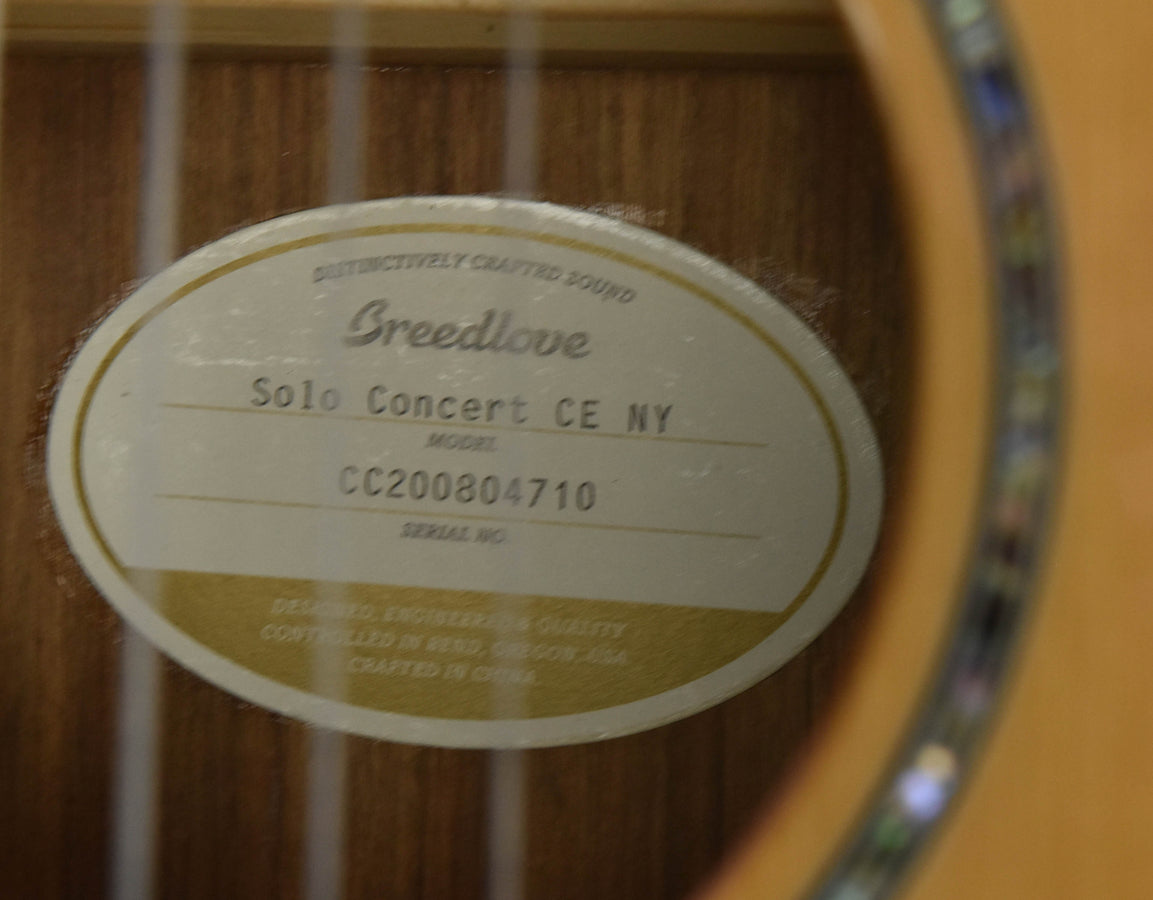 DISTINCTIVELY CRAFTED SOUND
Breedlove
Solo Concert CE NY
MODEL
CC200804710
SERIAL NO.
DESIGNED, ENGINEERED & QUALITY
CONTROLLED IN BEND, OREGON, USA
CRAFTED IN CHINA